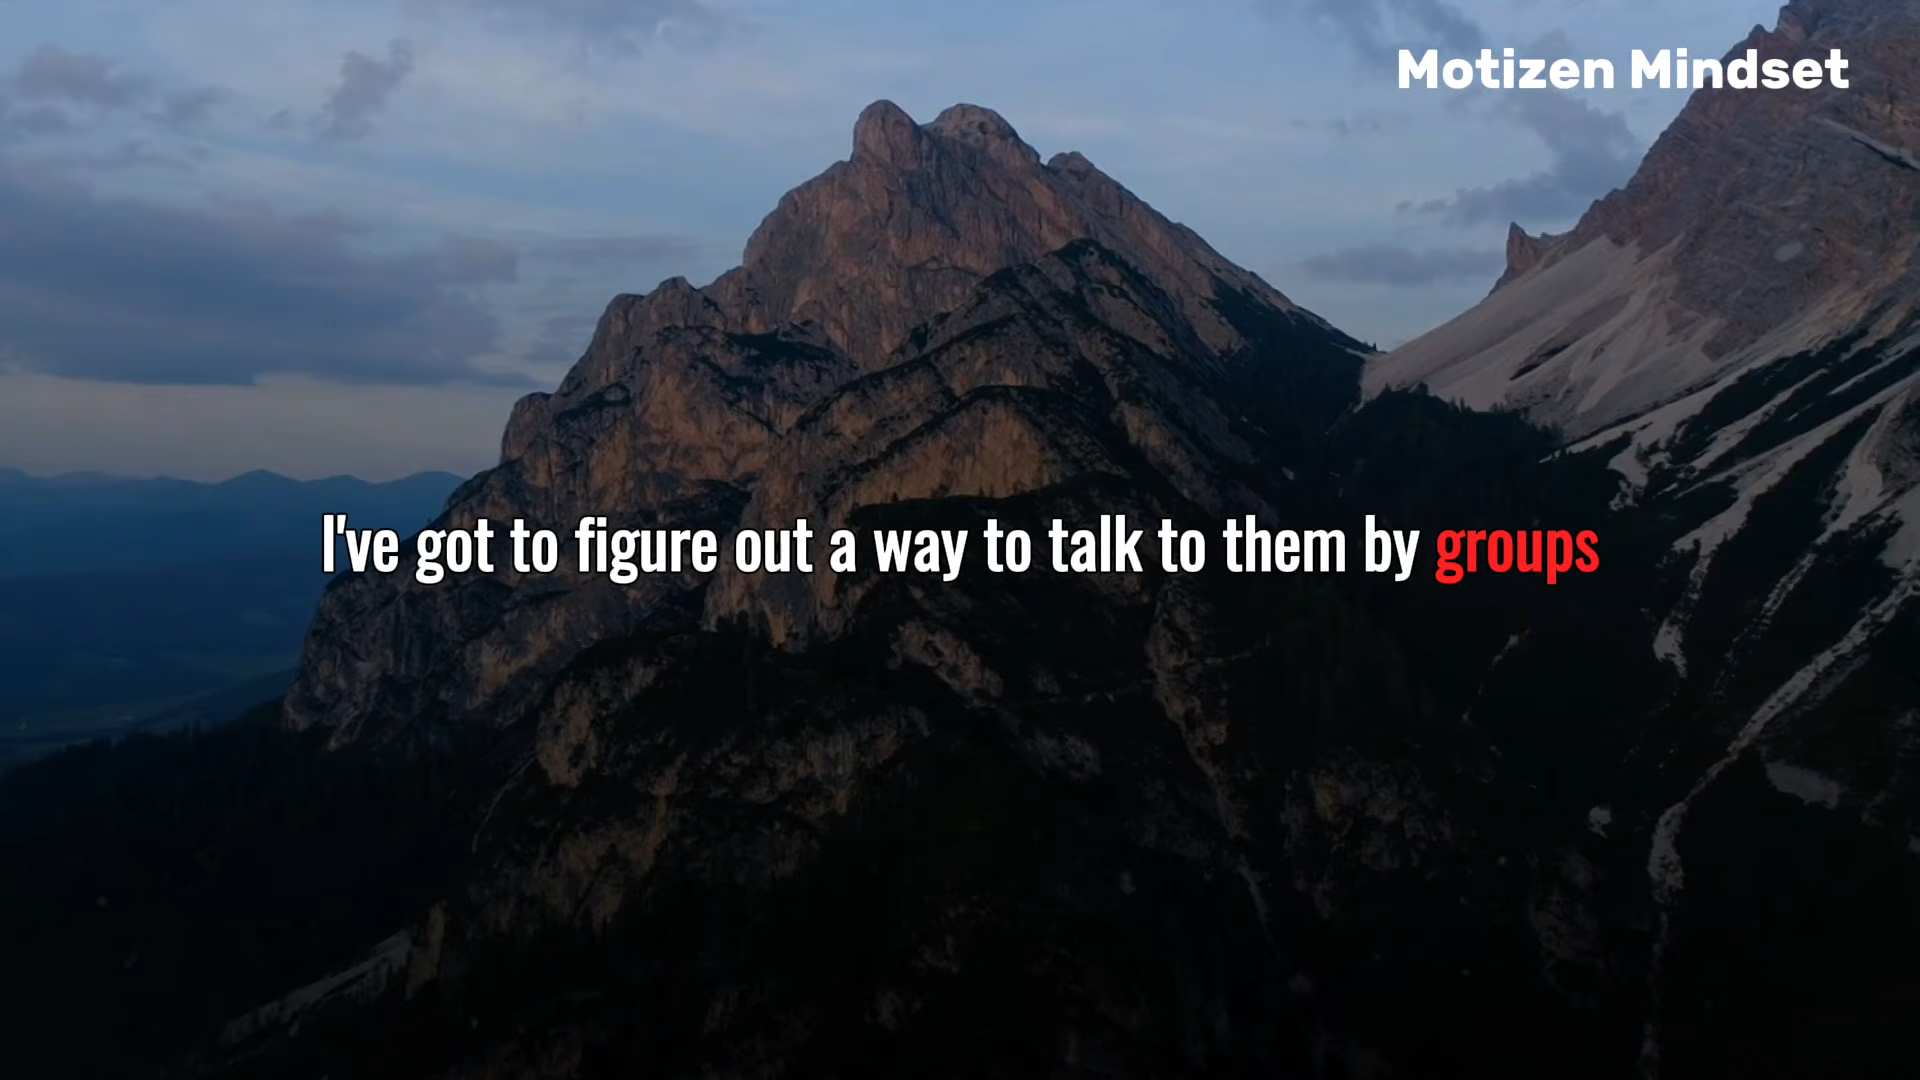 Motizen Mindset
I've got to figure out a way to talk to them by groups